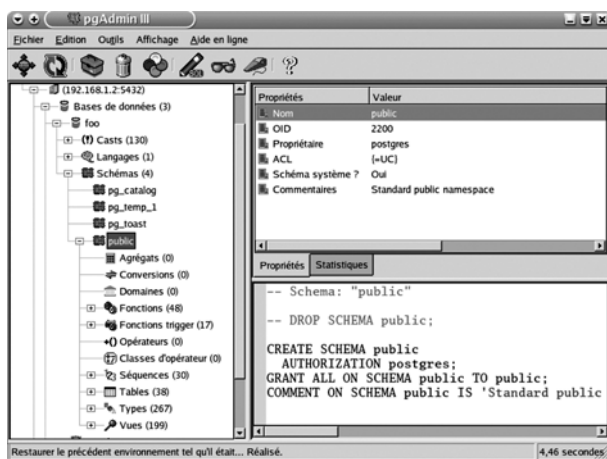 pgAdmin III
Fichier Edition Outils Affichage Aide en ligne
(192.168.1.2:5432)
Bases de données (3)
foo
Casts (130)
Langages (1)
Schémas (4)
pg_catalog
pg_temp_1
pg_toast
public
Agrégats (0)
Conversions (0)
Domaines (0)
Fonctions (48)
Fonctions trigger (17)
Opérateurs (0)
Classes d'opérateur (0)
Séquences (30)
Tables (38)
Types (267)
Vues (199)
Propriétés Valeur
Nom public
OID 2200
Propriétaire postgres
ACL {=UC}
Schéma système ? Oui
Commentaires Standard public namespace
Propriétés Statistiques
-- Schema: "public"
-- DROP SCHEMA public;
CREATE SCHEMA public
AUTHORIZATION postgres;
GRANT ALL ON SCHEMA public TO public;
COMMENT ON SCHEMA public IS 'Standard public
Restaurer le précédent environnement tel qu'il était... Réalisé. 4,46 secondes